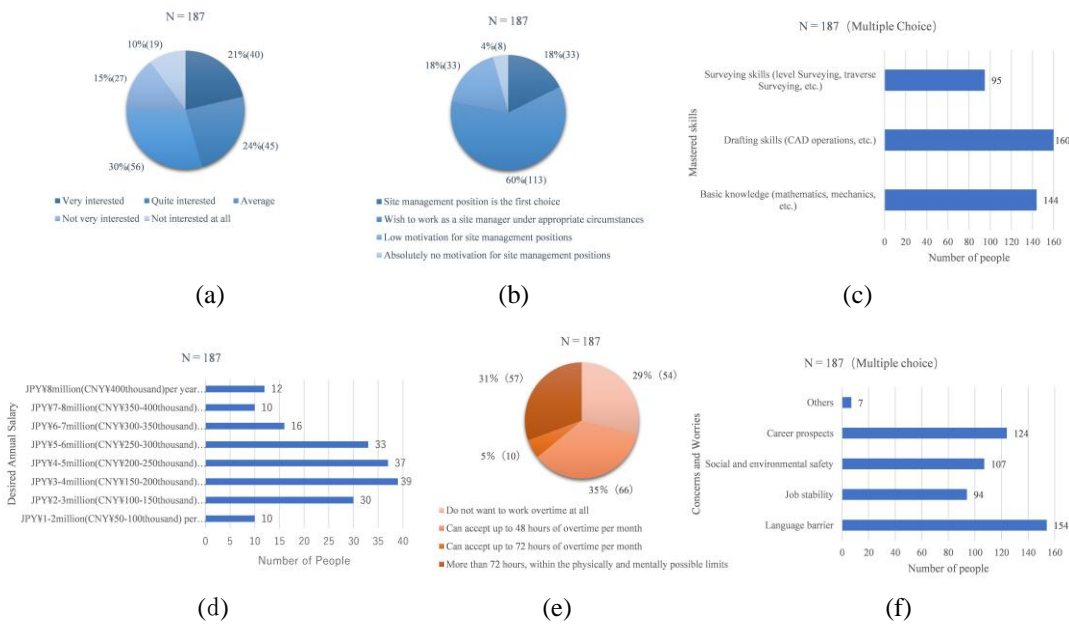 N = 187
10%(19)
21%(40)
15%(27)
24%(45)
30%(56)
Very interested
Quite interested
Average
Not very interested
Not interested at all
(a)
N = 187
4%(8)
18%(33)
18%(33)
60%(113)
Site management position is the first choice
Wish to work as a site manager under appropriate circumstances
Low motivation for site management positions
Absolutely no motivation for site management positions
(b)
N = 187 (Multiple Choice)
Mastered skills
Surveying skills (level Surveying, traverse
Surveying, etc.)
95
Drafting skills (CAD operations, etc.)
160
Basic knowledge (mathematics, mechanics,
etc.)
144
0 20 40 60 80 100 120 140 160
Number of people
(c)
N = 187
Desired Annual Salary
JPY¥8million(CNY¥400thousand)per year...
12
JPY¥7-8million(CNY¥350-400thousand)...
10
JPY¥6-7million(CNY¥300-350thousand)...
16
JPY¥5-6million(CNY¥250-300thousand)...
33
JPY¥4-5million(CNY¥200-250thousand)...
37
JPY¥3-4million(CNY¥150-200thousand)...
39
JPY¥2-3million(CNY¥100-150thousand)...
30
JPY¥1-2million(CNY¥50-100thousand) per...
10
0 5 10 15 20 25 30 35 40
Number of People
(d)
N = 187
31% (57)
29% (54)
5% (10)
35% (66)
Do not want to work overtime at all
Can accept up to 48 hours of overtime per month
Can accept up to 72 hours of overtime per month
More than 72 hours, within the physically and mentally possible limits
(e)
N = 187 (Multiple choice)
Concerns and Worries
Others
7
Career prospects
124
Social and environmental safety
107
Job stability
94
Language barrier
154
0 20 40 60 80 100 120 140 160
Number of people
(f)